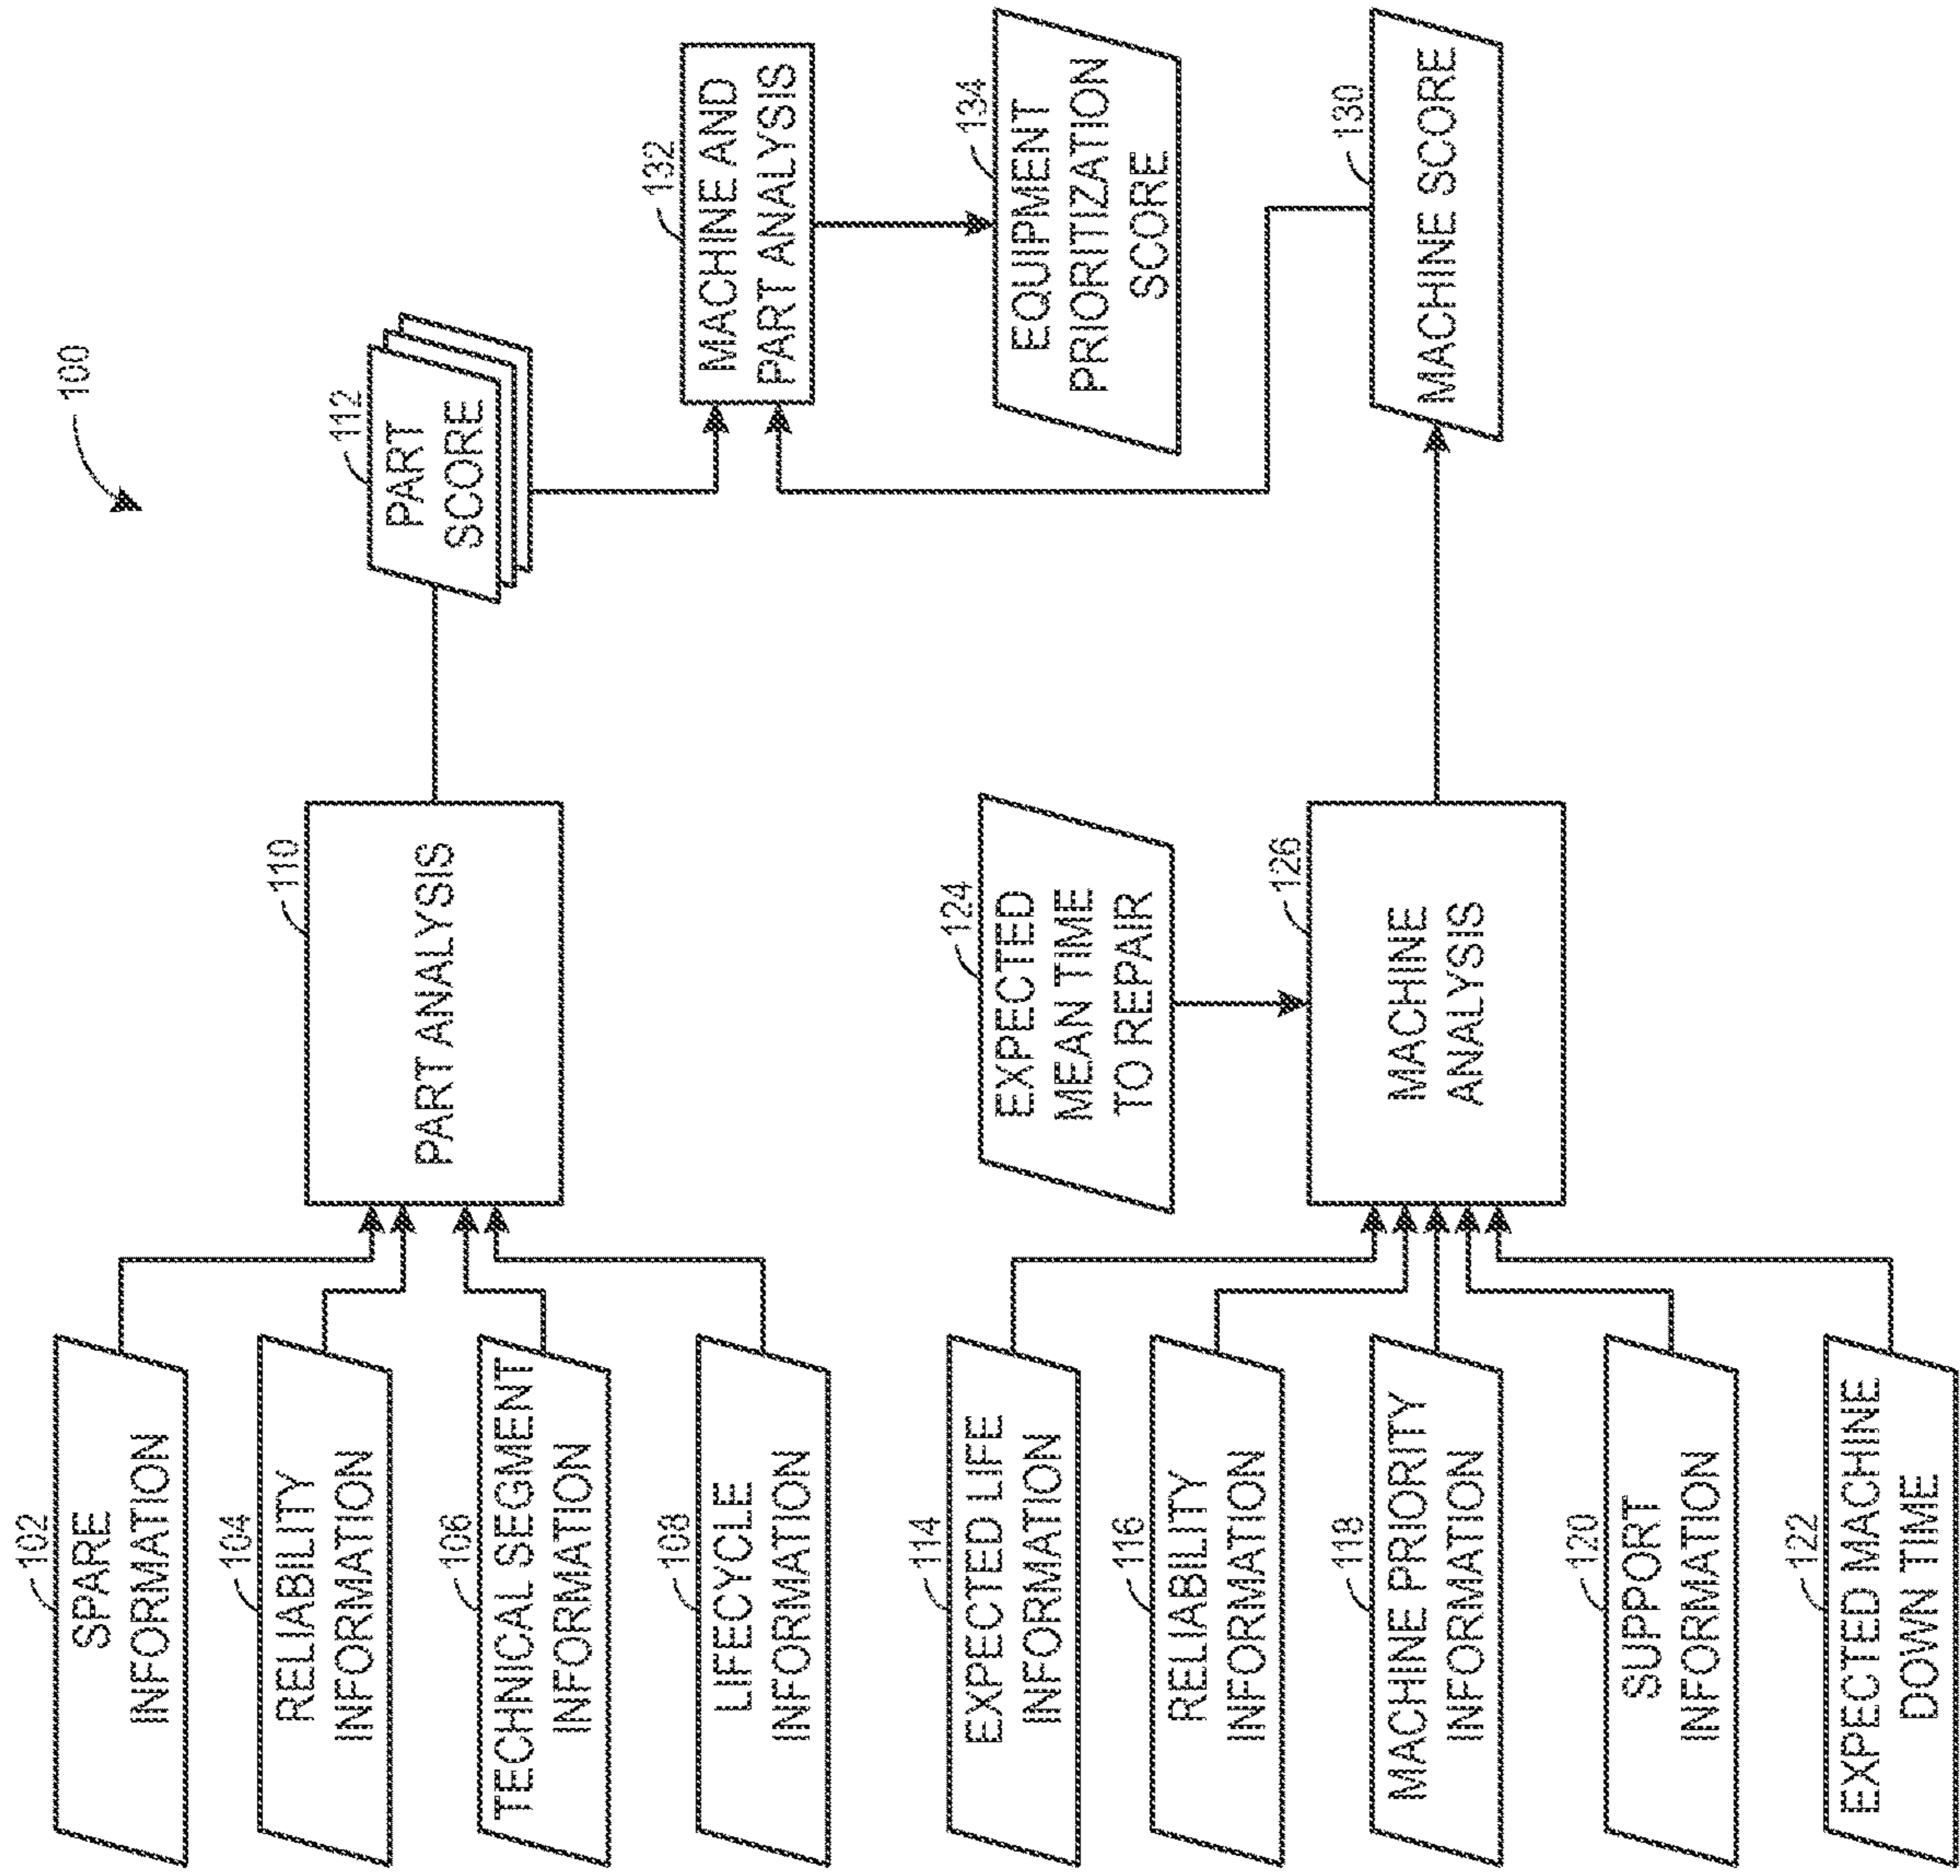 100
102
SPARE
INFORMATION
104
RELIABILITY
INFORMATION
106
TECHNICAL SEGMENT
INFORMATION
108
LIFECYCLE
INFORMATION
110
PART ANALYSIS
112
PART
SCORE
114
EXPECTED LIFE
INFORMATION
116
RELIABILITY
INFORMATION
118
MACHINE PRIORITY
INFORMATION
120
SUPPORT
INFORMATION
122
EXPECTED MACHINE
DOWN TIME
124
EXPECTED
MEAN TIME
TO REPAIR
126
MACHINE
ANALYSIS
132
MACHINE AND
PART ANALYSIS
134
EQUIPMENT
PRIORITIZATION
SCORE
130
MACHINE SCORE